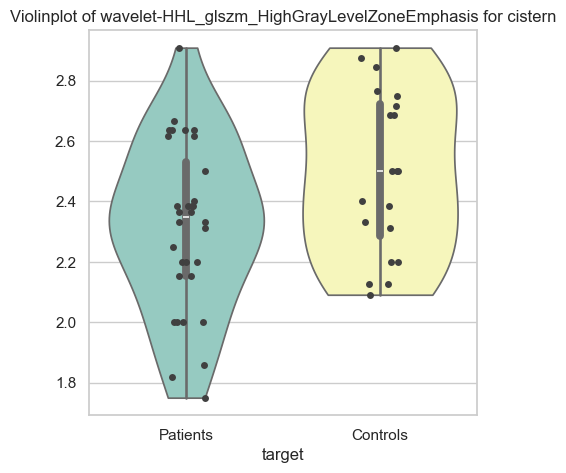 Violinplot of wavelet-HHL_glszm_HighGrayLevelZoneEmphasis for cistern
2.8
2.6
2.4
2.2
2.0
1.8
Patients
Controls
target